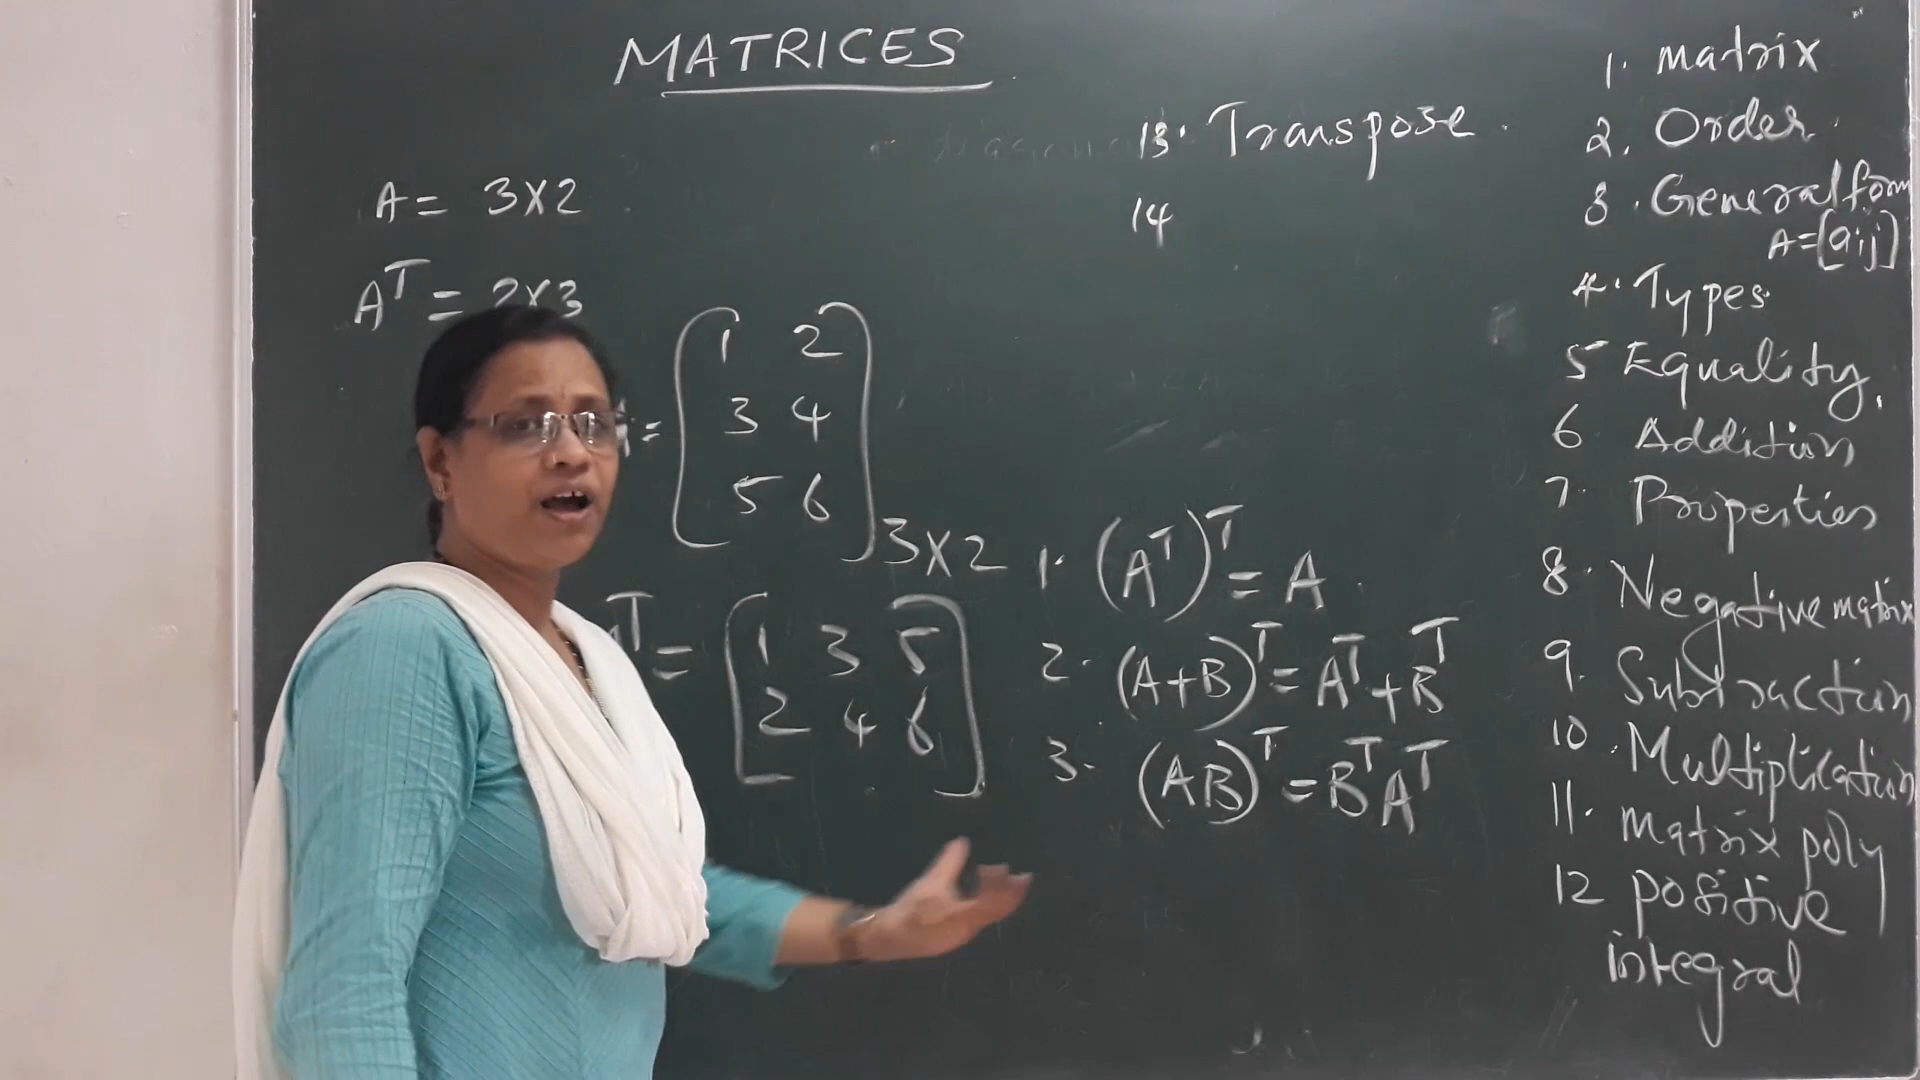 MATRICES
A = 3X2
A^T = 2X3
A = [1 2
3 4
5 6] 3X2
A^T = [1 3 5
2 4 6]
13. Transpose.
14
1. (A^T)^T = A
2. (A+B)^T = A^T+B^T
3. (AB)^T = B^T A^T
1. matrix
2. Order
3. General form
A=[aij]
4. Types
5 Equality
6 Addition
7. Properties
8. Negative matrix
9. Subtraction
10. Multiplication
11. matrix poly
12 positive
integral